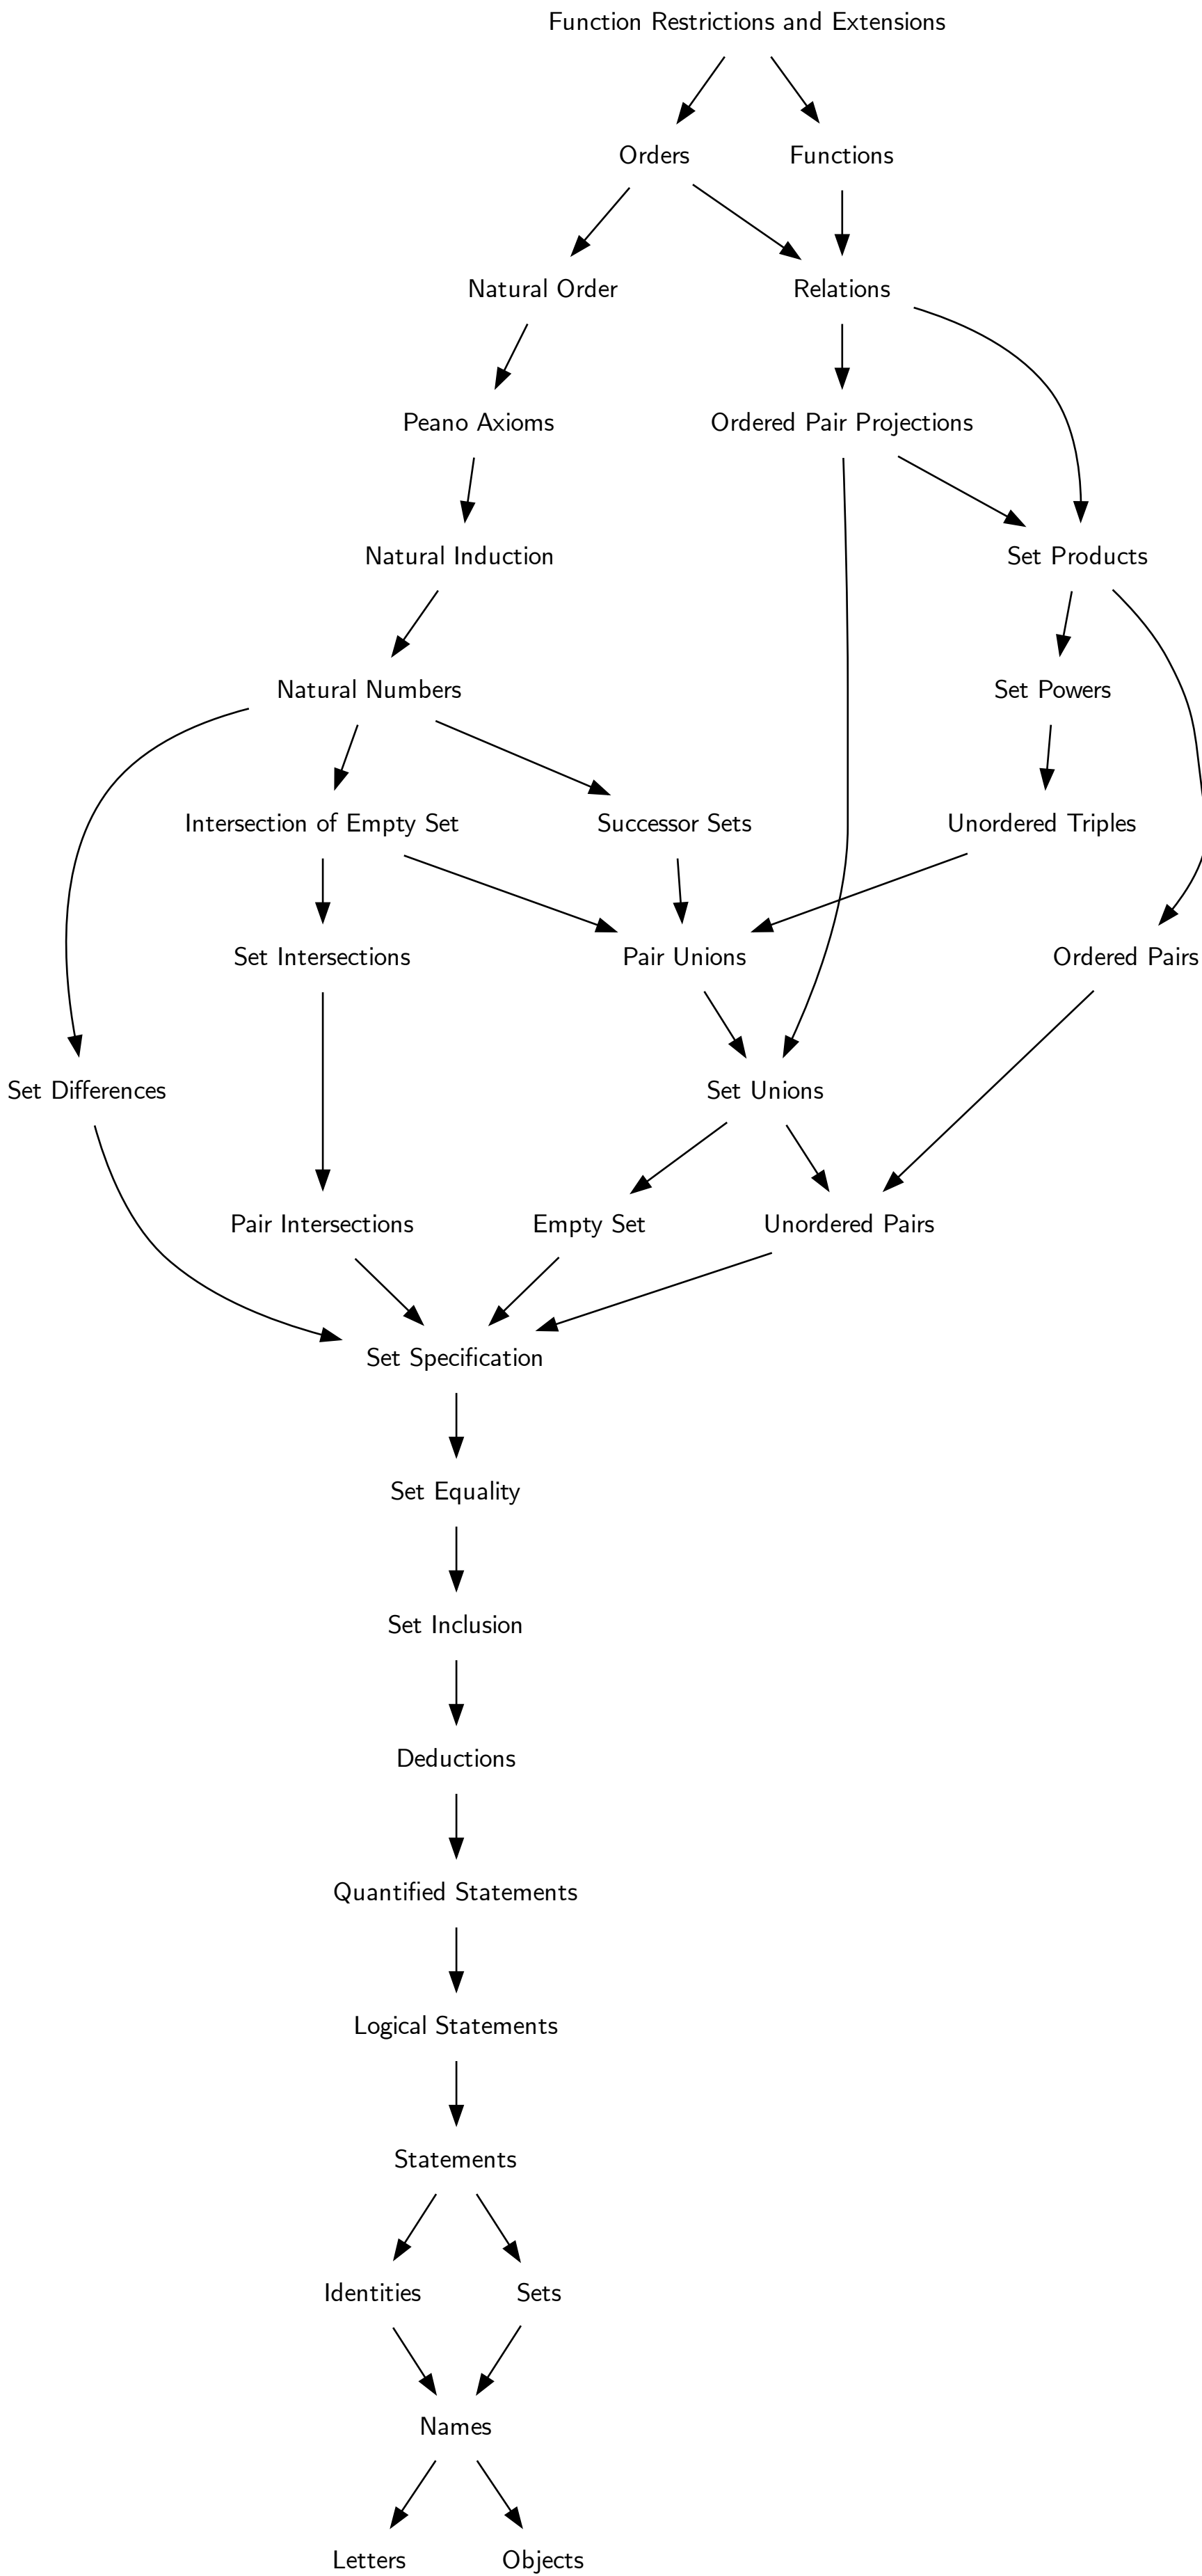 Function Restrictions and Extensions
Orders
Functions
Natural Order
Relations
Peano Axioms
Ordered Pair Projections
Natural Induction
Set Products
Natural Numbers
Set Powers
Intersection of Empty Set
Successor Sets
Unordered Triples
Set Intersections
Pair Unions
Ordered Pairs
Set Differences
Set Unions
Pair Intersections
Empty Set
Unordered Pairs
Set Specification
Set Equality
Set Inclusion
Deductions
Quantified Statements
Logical Statements
Statements
Identities
Sets
Names
Letters
Objects